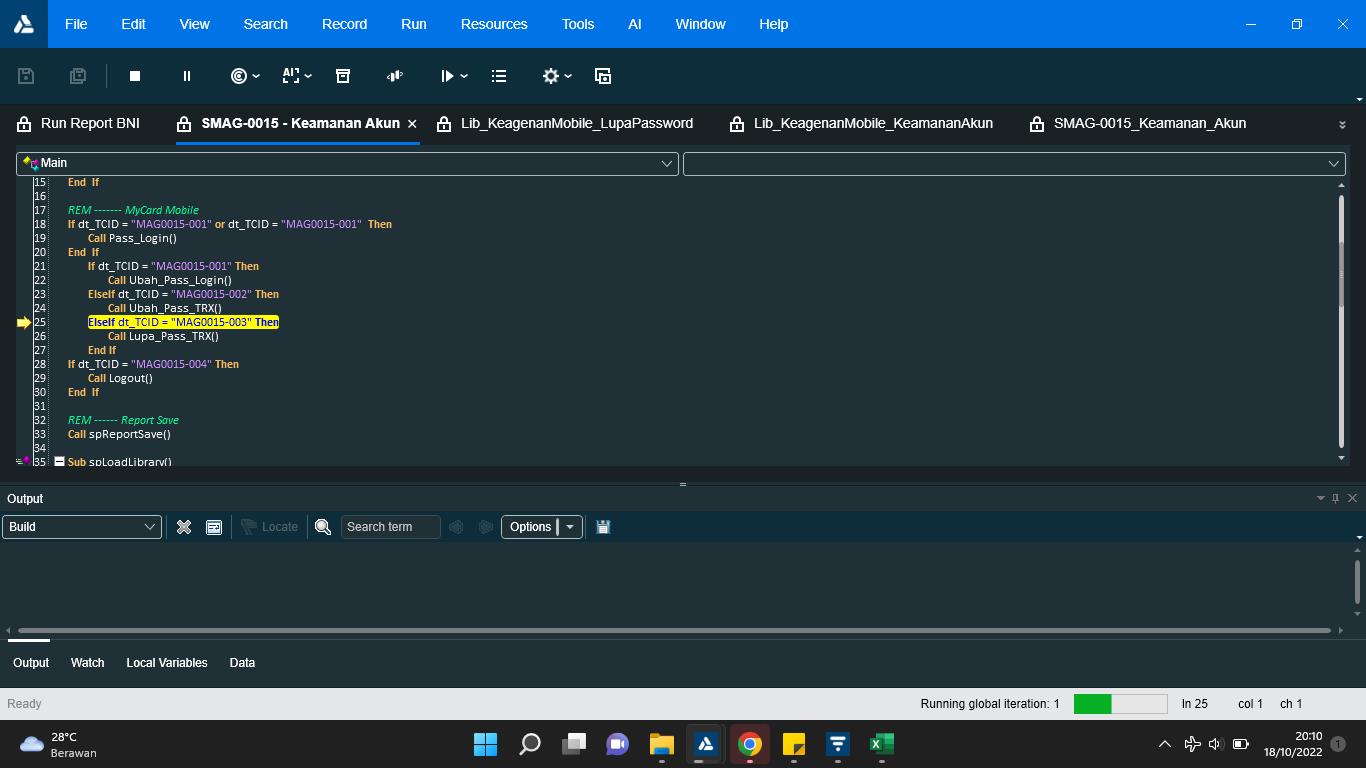 File Edit View Search Record Run Resources Tools AI Window Help
Run Report BNI SMAG-0015 - Keamanan Akun Lib_KeagenanMobile_LupaPassword Lib_KeagenanMobile_KemananAkun SMAG-0015_Keamanan_Akun
Main
15 End If
16
17 REM ------- MyCard Mobile
18 If dt_TCID = "MAG0015-001" or dt_TCID = "MAG0015-001" Then
19 Call Pass_Login()
20 End If
21 If dt_TCID = "MAG0015-001" Then
22 Call Ubah_Pass_Login()
23 ElseIf dt_TCID = "MAG0015-002" Then
24 Call Ubah_Pass_TRX()
25 ElseIf dt_TCID = "MAG0015-003" Then
26 Call Lupa_Pass_TRX()
27 End If
28 If dt_TCID = "MAG0015-004" Then
29 Call Logout()
30 End If
31
32 REM ------ Report Save
33 Call spReportSave()
34
35 Sub spLoadLibrary()
Output
Build Locate Search term Options
Output Watch Local Variables Data
Ready Running global iteration: 1 ln 25 col 1 ch 1
28°C
Berawan
20:10
18/10/2022
1